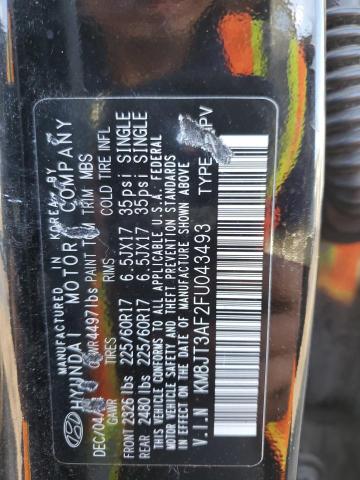 MANUFACTURED IN KOREA BY
HYUNDAI MOTOR COMPANY
DEC/04 GVWR4497lbs PAINT TRIM MBS
GAWR TIRES RIMS COLD TIRE INFL
FRONT 2326 lbs 225/60R17 6.5JX17 35psi SINGLE
REAR 2480 lbs 225/60R17 6.5JX17 35psi SINGLE
THIS VEHICLE CONFORMS TO ALL APPLICABLE U.S.A. FEDERAL
MOTOR VEHICLE SAFETY, THEFT PREVENTION STANDARDS
IN EFFECT ON THE DATE OF MANUFACTURE SHOWN ABOVE
V.I.N KM8JT3AF2FU043493 TYPE MPV